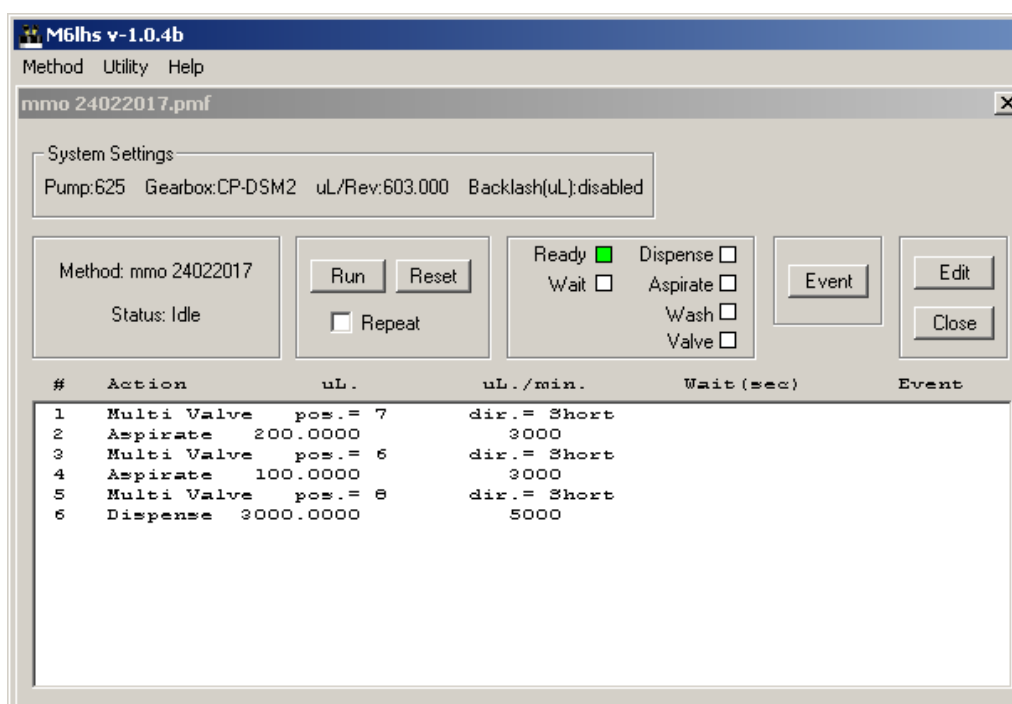 M6lhs v-1.0.4b
Method Utility Help
mmo 24022017.pmf
System Settings
Pump:625 Gearbox:CP-DSM2 uL/Rev:603.000 Backlash(uL):disabled
Method: mmo 24022017
Status: Idle
Run Reset
Repeat
Ready Dispense
Wait Aspirate
Wash
Valve
Event
Edit
Close
# Action uL. uL./min. Wait(sec) Event
1 Multi Valve pos.= 7 dir.= Short
2 Aspirate 200.0000 3000
3 Multi Valve pos.= 6 dir.= Short
4 Aspirate 100.0000 3000
5 Multi Valve pos.= 8 dir.= Short
6 Dispense 3000.0000 5000